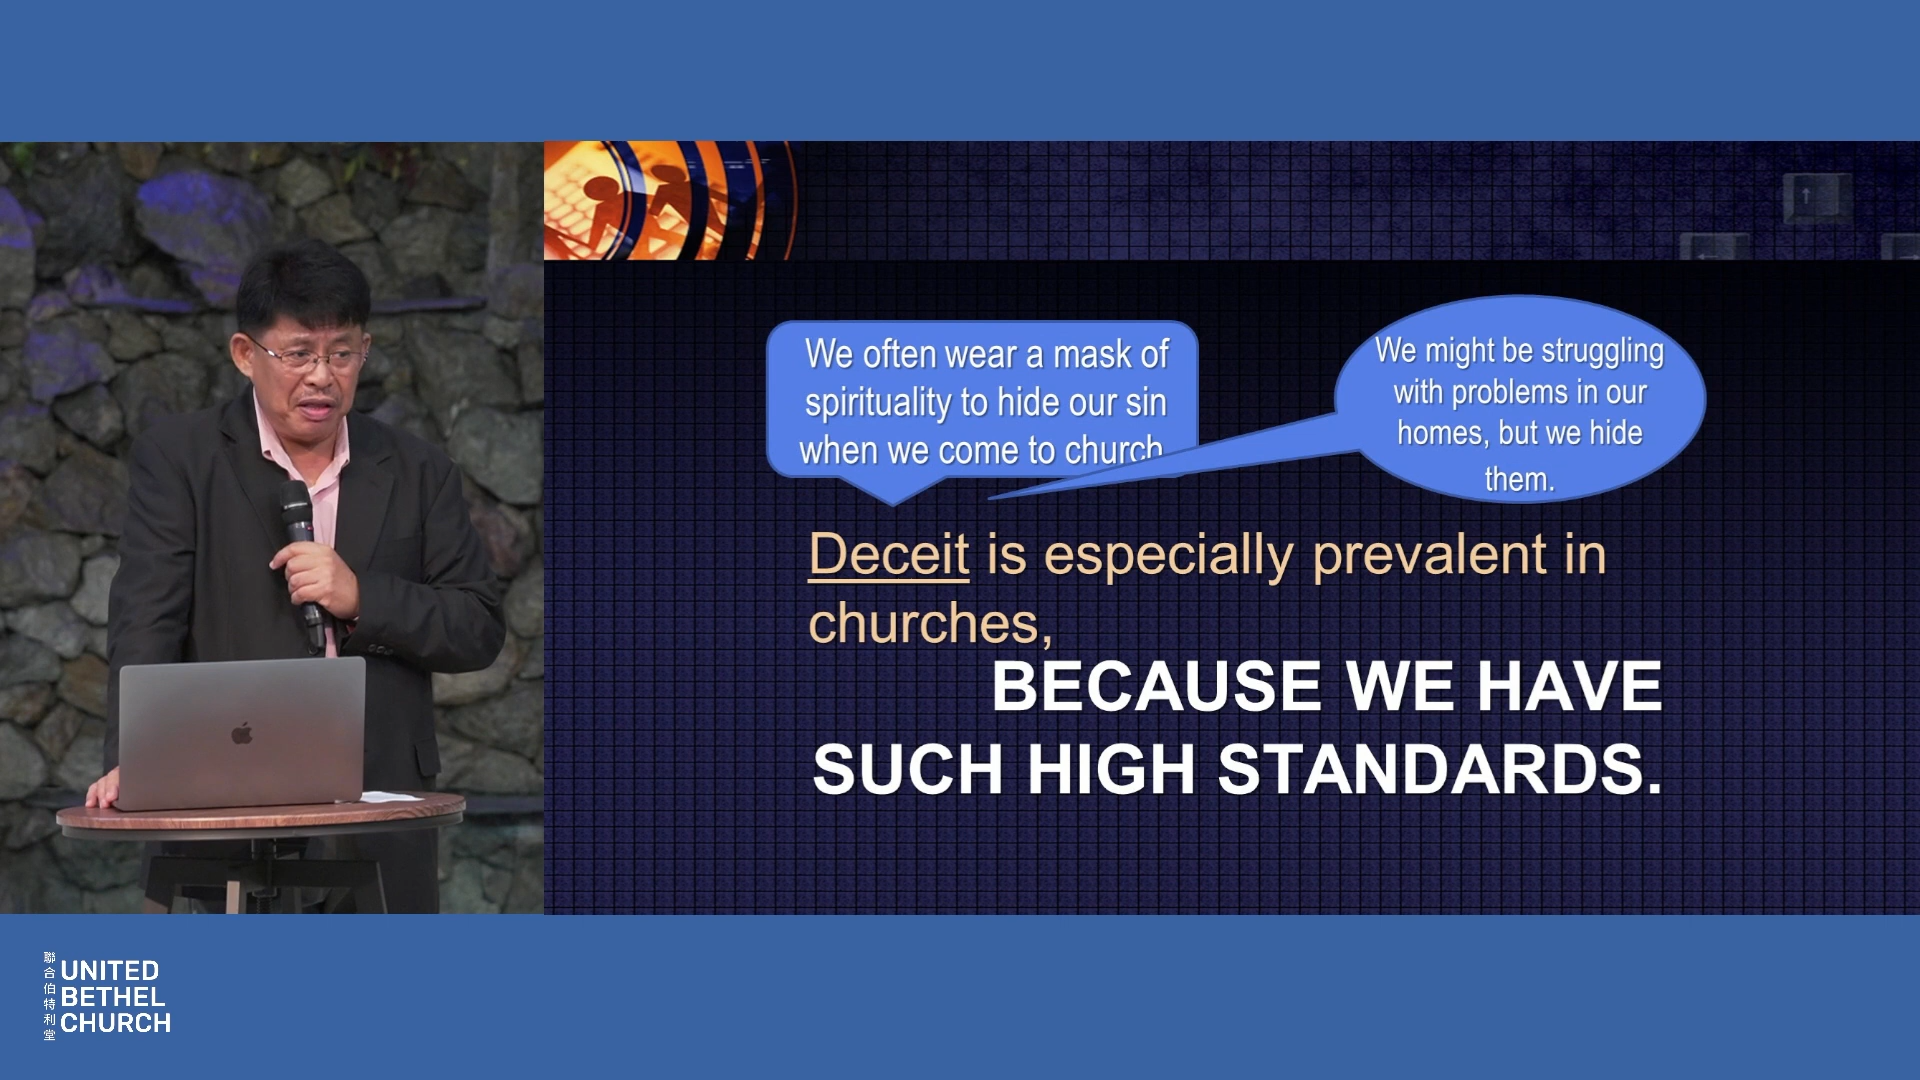 We often wear a mask of
spirituality to hide our sin
when we come to church
We might be struggling
with problems in our
homes, but we hide
them.
Deceit is especially prevalent in
churches,
BECAUSE WE HAVE
SUCH HIGH STANDARDS.
聯合伯特利堂
UNITED
BETHEL
CHURCH